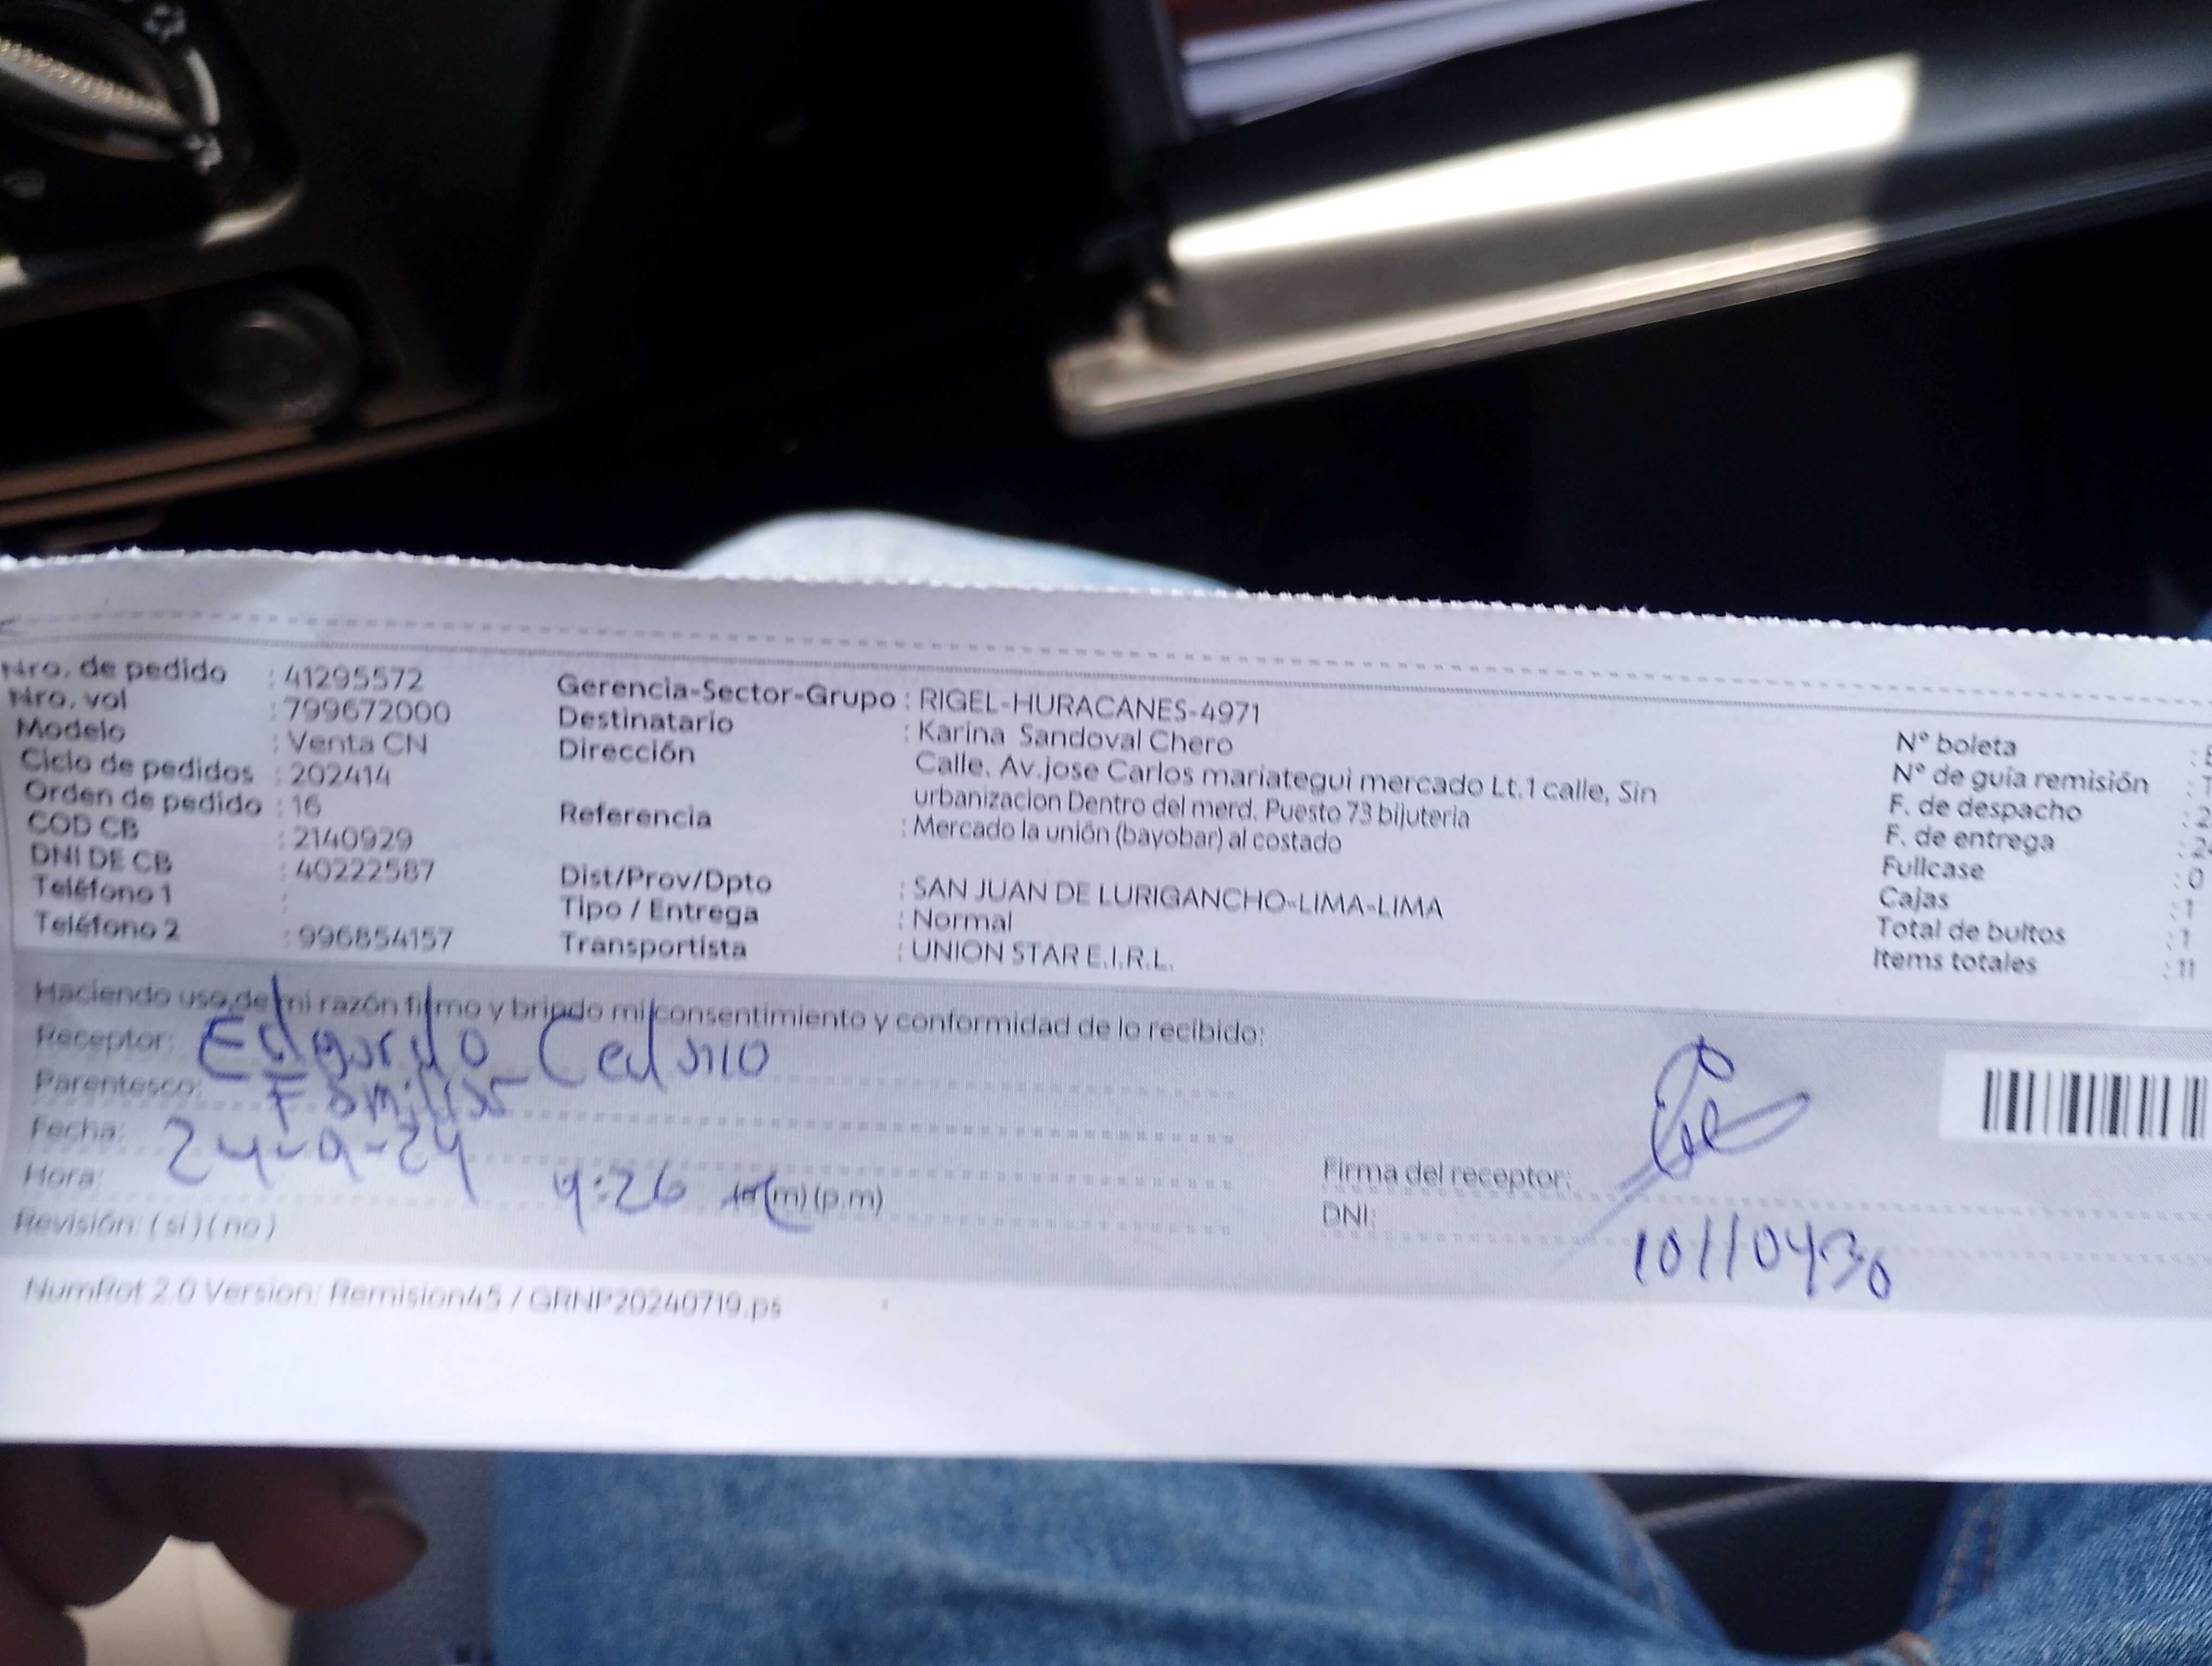 Nro. de pedido : 41295572
Nro. vol : 799672000
Modelo : Venta CN
Ciclo de pedidos : 202414
Orden de pedido : 16
COD CB : 2140929
DNI DE CB : 40222587
Teléfono 1 :
Teléfono 2 : 996854157
Gerencia-Sector-Grupo : RIGEL-HURACANES-4971
Destinatario : Karina Sandoval Chero
Dirección Calle. Av.jose Carlos mariategui mercado Lt.1 calle, Sin
urbanizacion Dentro del merd. Puesto 73 bijuteria
Referencia : Mercado la unión (bayobar) al costado
Dist/Prov/Dpto : SAN JUAN DE LURIGANCHO-LIMA-LIMA
Tipo / Entrega : Normal
Transportista : UNION STAR E.I.R.L.
N° boleta :
N° de guía remisión :
F. de despacho : 2
F. de entrega : 2
Fullcase : 0
Cajas : 1
Total de bultos : 1
Items totales : 11
Haciendo uso de mi razón firmo y brindo mi consentimiento y conformidad de lo recibido:
Receptor: Edgardo
Parentesco: Familiar
Fecha: 24-9-24
Hora: 9:26 (a.m) (p.m)
Revisión: (si) (no)
Firma del receptor:
DNI: 10110430
NumRot 2.0 Version: Remision45 / GRNP20240719.ps